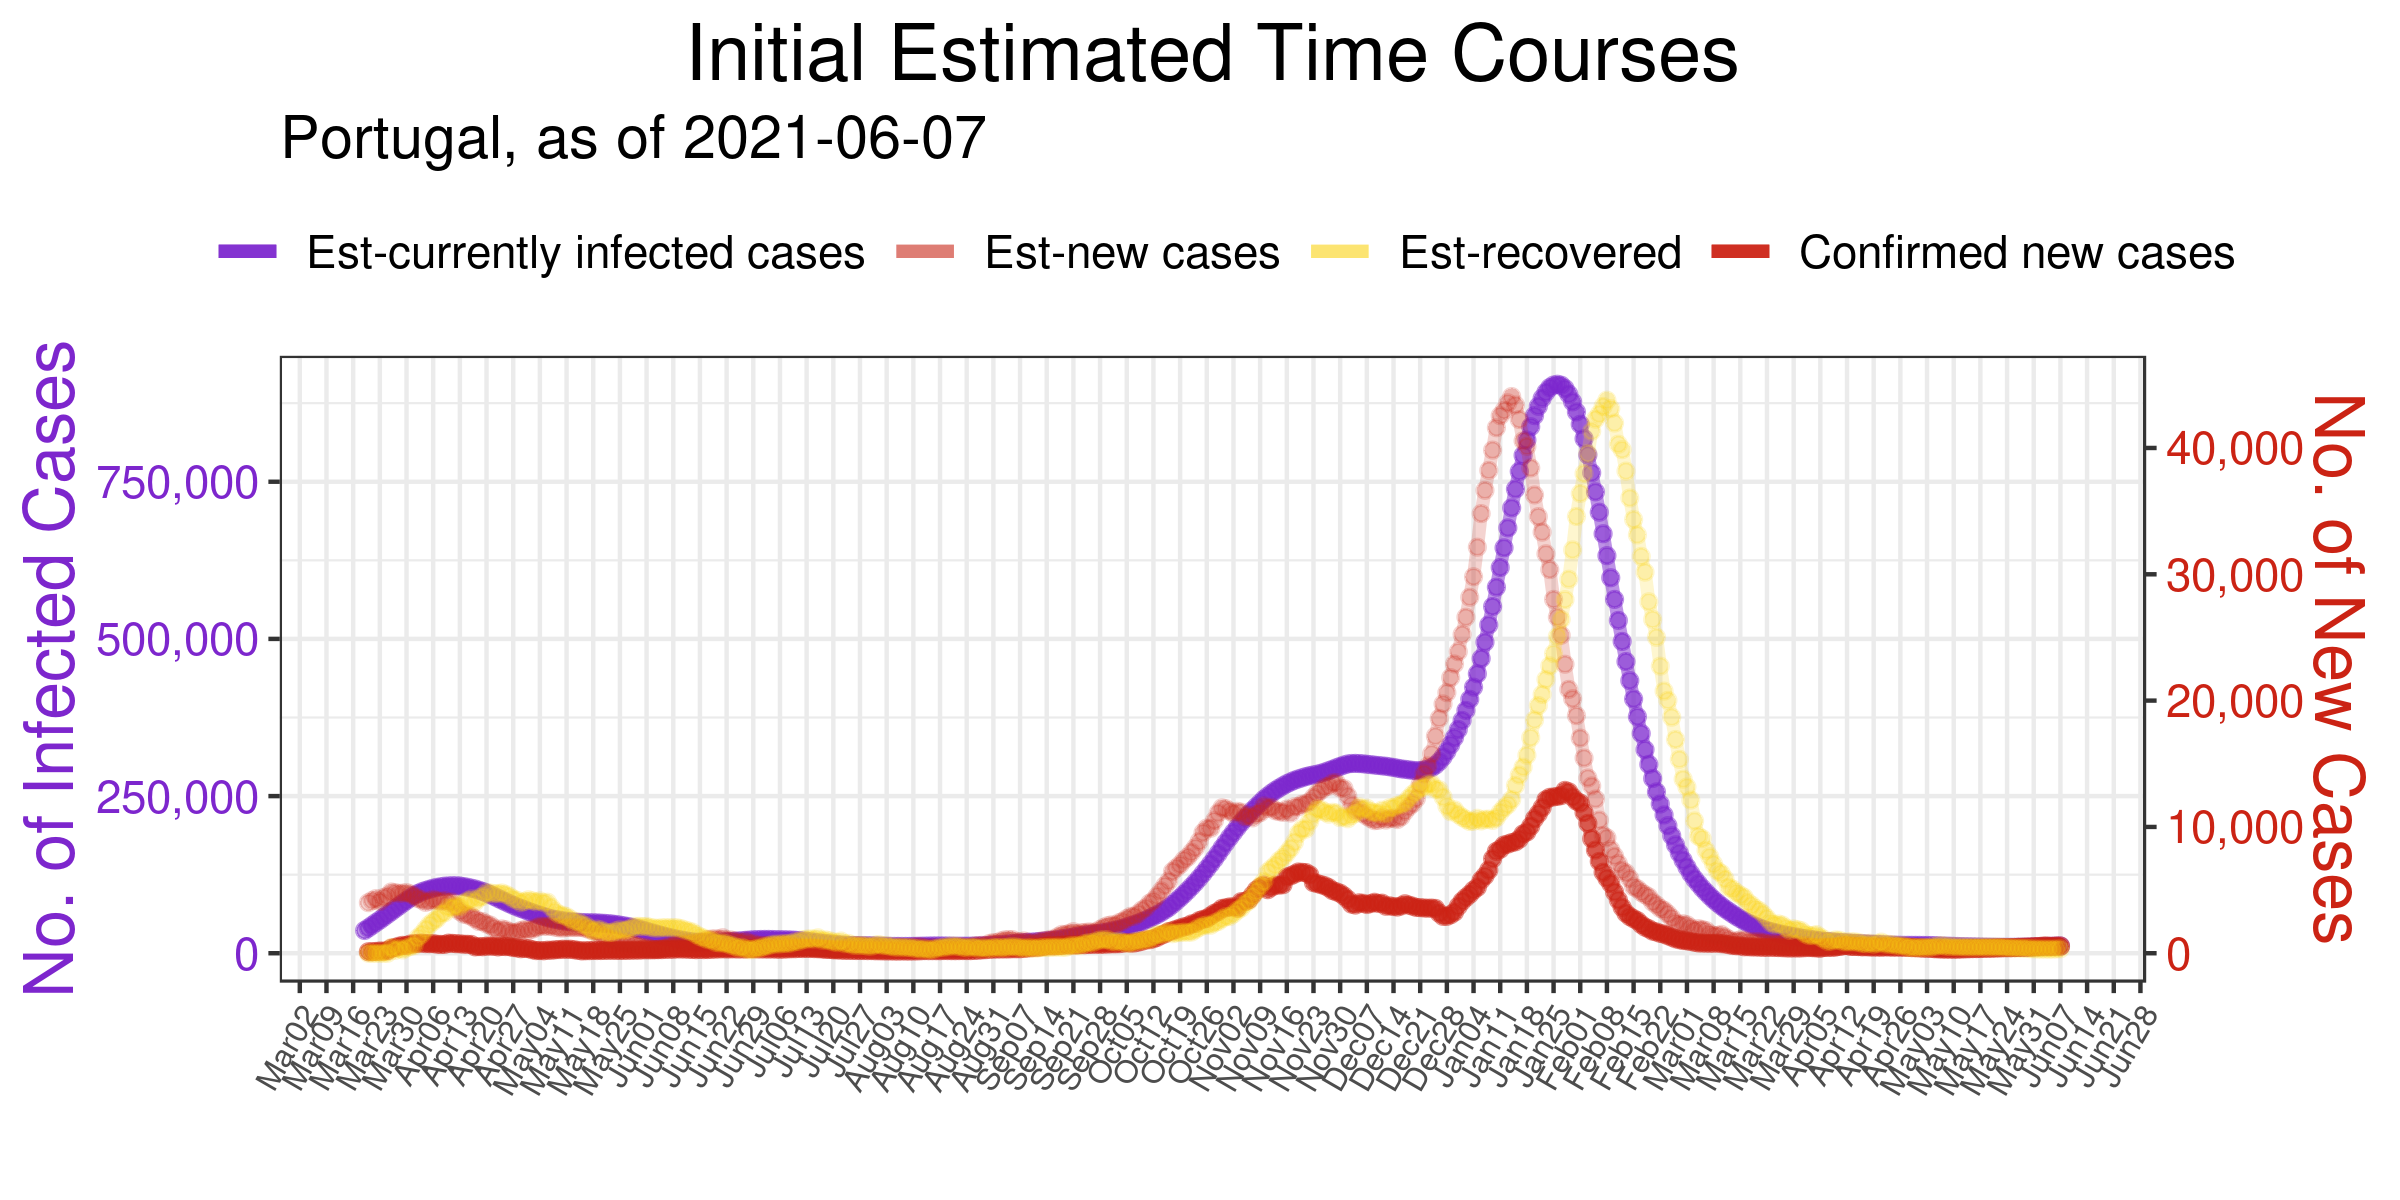 Initial Estimated Time Courses
Portugal, as of 2021-06-07
Est-currently infected cases
Est-new cases
Est-recovered
Confirmed new cases
No. of Infected Cases
750,000
500,000
250,000
0
40,000
30,000
20,000
10,000
0
No. of New Cases
Mar02
Mar09
Mar16
Mar23
Mar30
Apr06
Apr13
Apr20
Apr27
May04
May11
May18
May25
Jun01
Jun08
Jun15
Jun22
Jun29
Jul06
Jul13
Jul20
Jul27
Aug03
Aug10
Aug17
Aug24
Aug31
Sep07
Sep14
Sep21
Sep28
Oct05
Oct12
Oct19
Oct26
Nov02
Nov09
Nov16
Nov23
Nov30
Dec07
Dec14
Dec21
Dec28
Jan04
Jan11
Jan18
Jan25
Feb01
Feb08
Feb15
Feb22
Mar01
Mar08
Mar15
Mar22
Mar29
Apr05
Apr12
Apr19
Apr26
May03
May10
May17
May24
May31
Jun07
Jun14
Jun21
Jun28